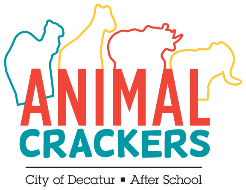 ANIMAL
CRACKERS
City of Decatur ▪ After School